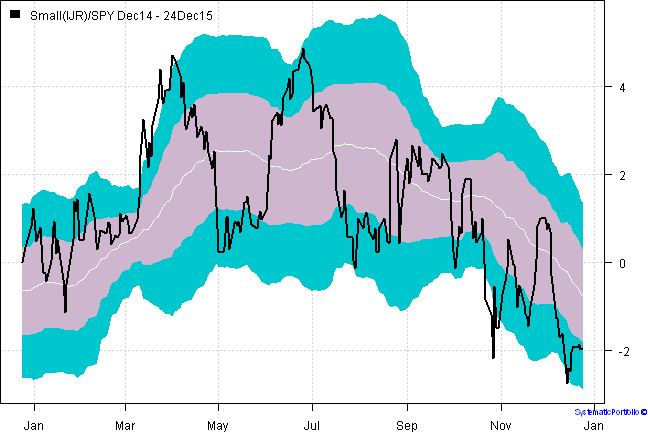 Small(IJR)/SPY Dec14 - 24Dec15
4
2
0
-2
SystematicPortfolio ©
Jan Mar May Jul Sep Nov Jan